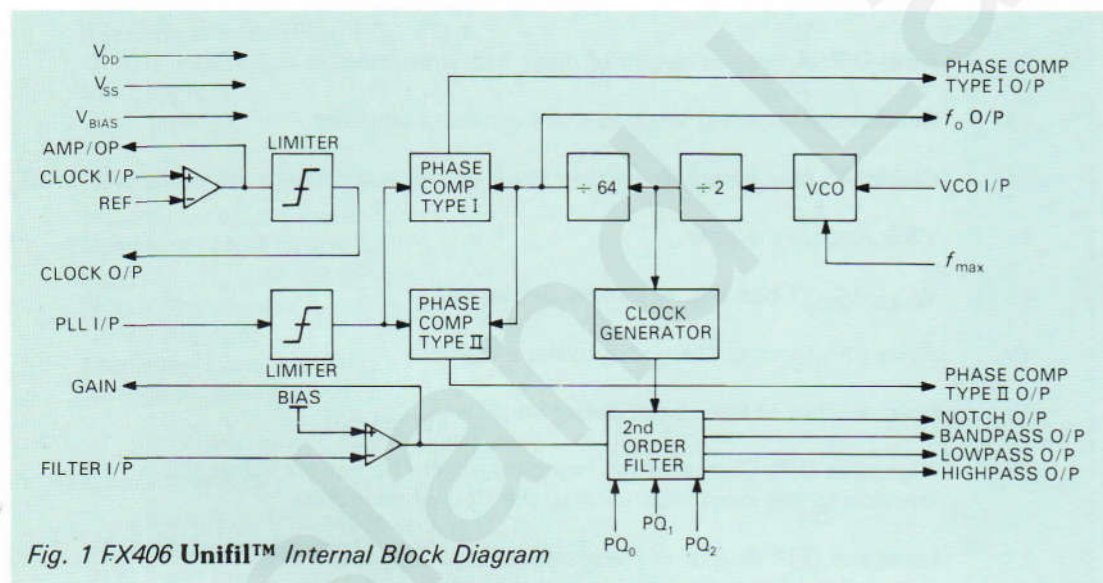 V_DD
V_SS
V_BIAS
AMP/OP
CLOCK I/P
REF
CLOCK O/P
PLL I/P
GAIN
FILTER I/P
LIMITER
+
−
LIMITER
BIAS
+
−
PHASE
COMP
TYPE I
PHASE
COMP
TYPE II
÷ 64
÷2
VCO
CLOCK
GENERATOR
2nd
ORDER
FILTER
PQ₀
PQ₁
PQ₂
PHASE COMP
TYPE I O/P
f₀ O/P
VCO I/P
f_max
PHASE COMP
TYPE II O/P
NOTCH O/P
BANDPASS O/P
LOWPASS O/P
HIGHPASS O/P
Fig. 1 FX406 Unifil™ Internal Block Diagram